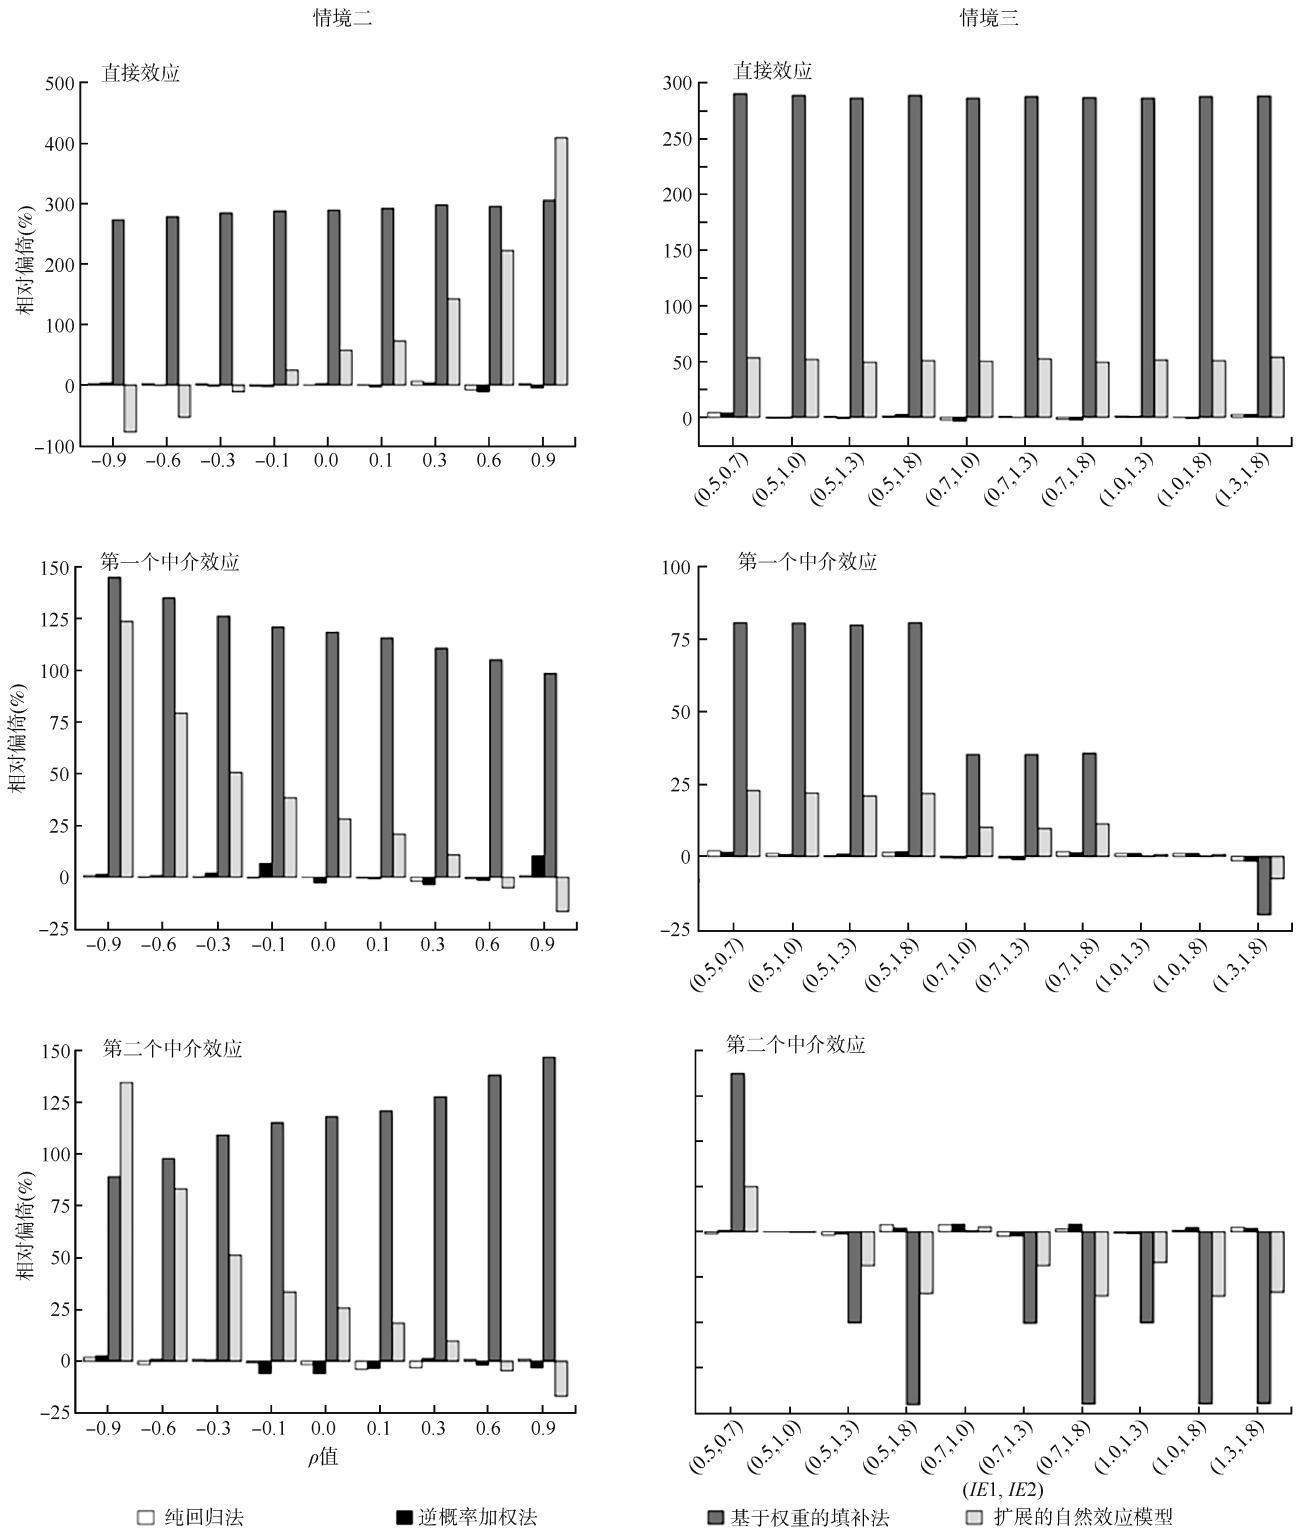 情境二
情境三
直接效应
500
400
300
200
100
0
−100
相对偏倚(%)
−0.9 −0.6 −0.3 −0.1 0.0 0.1 0.3 0.6 0.9
直接效应
300
250
200
150
100
50
0
(0.5,0.7) (0.5,1.0) (0.5,1.3) (0.5,1.8) (0.7,1.0) (0.7,1.3) (0.7,1.8) (1.0,1.3) (1.0,1.8) (1.3,1.8)
第一个中介效应
150
125
100
75
50
25
0
−25
相对偏倚(%)
−0.9 −0.6 −0.3 −0.1 0.0 0.1 0.3 0.6 0.9
第一个中介效应
100
75
50
25
0
−25
(0.5,0.7) (0.5,1.0) (0.5,1.3) (0.5,1.8) (0.7,1.0) (0.7,1.3) (0.7,1.8) (1.0,1.3) (1.0,1.8) (1.3,1.8)
第二个中介效应
150
125
100
75
50
25
0
−25
相对偏倚(%)
−0.9 −0.6 −0.3 −0.1 0.0 0.1 0.3 0.6 0.9
ρ值
第二个中介效应
(0.5,0.7) (0.5,1.0) (0.5,1.3) (0.5,1.8) (0.7,1.0) (0.7,1.3) (0.7,1.8) (1.0,1.3) (1.0,1.8) (1.3,1.8)
(IE1, IE2)
纯回归法 逆概率加权法 基于权重的填补法 扩展的自然效应模型